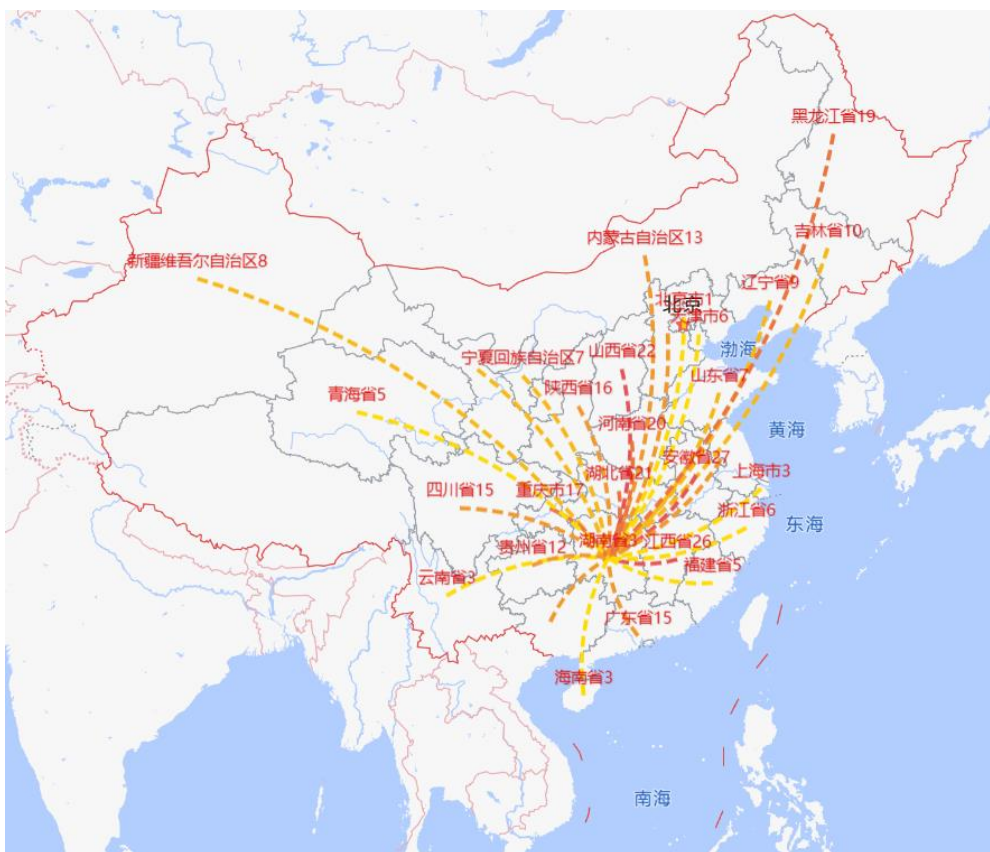 黑龙江省19
吉林省10
内蒙古自治区13
新疆维吾尔自治区8
辽宁省9
北京市1
北京
天津市6
渤海
宁夏回族自治区7
山西省22
山东省7
陕西省16
青海省5
河南省20
黄海
安徽省27
湖北省21
上海市3
四川省15
重庆市17
浙江省6
东海
湖南省3
江西省26
贵州省12
福建省5
云南省3
广东省15
海南省3
南海